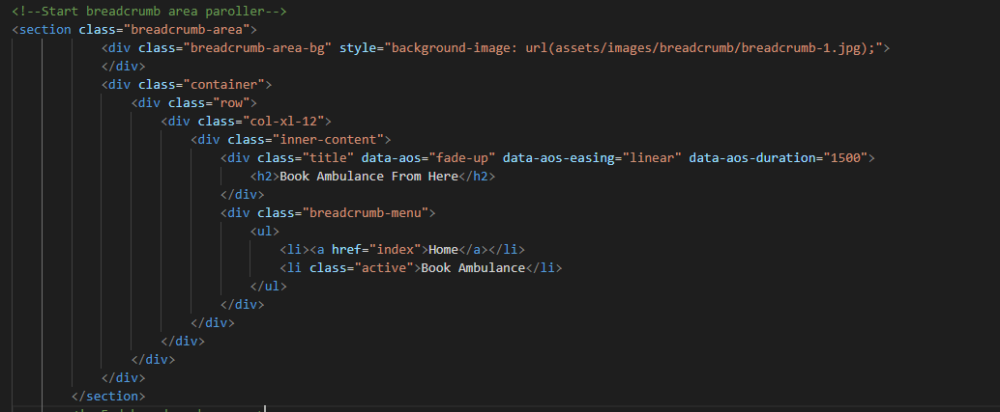 <!--Start breadcrumb area paroller-->
<section class="breadcrumb-area">
<div class="breadcrumb-area-bg" style="background-image: url(assets/images/breadcrumb/breadcrumb-1.jpg);">
</div>
<div class="container">
<div class="row">
<div class="col-xl-12">
<div class="inner-content">
<div class="title" data-aos="fade-up" data-aos-easing="linear" data-aos-duration="1500">
<h2>Book Ambulance From Here</h2>
</div>
<div class="breadcrumb-menu">
<ul>
<li><a href="index">Home</a></li>
<li class="active">Book Ambulance</li>
</ul>
</div>
</div>
</div>
</div>
</div>
</section>